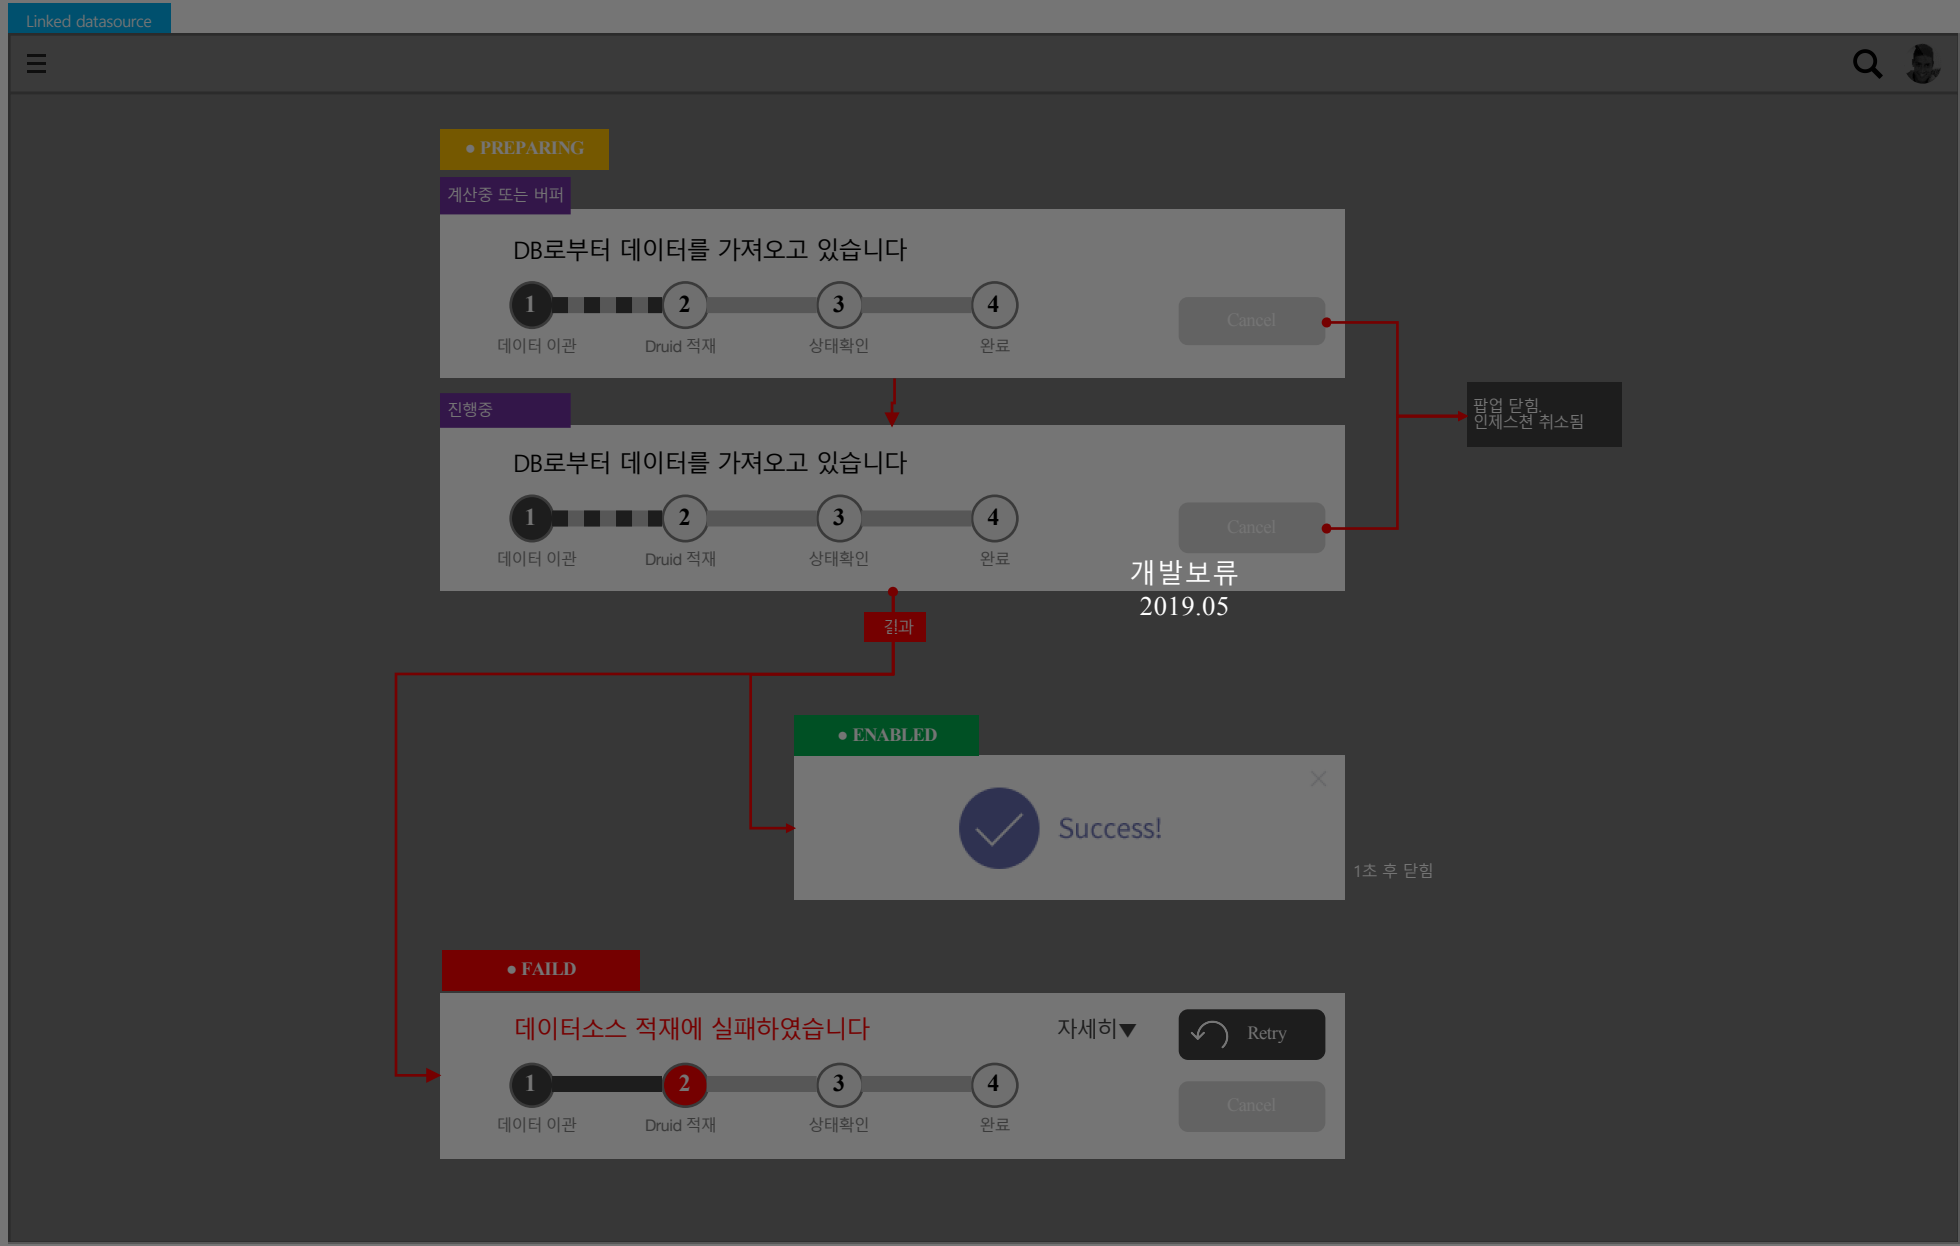 Linked datasource
● PREPARING
계산중 또는 버퍼
DB로부터 데이터를 가져오고 있습니다
1 2 3 4
데이터 이관 Druid 적재 상태확인 완료
Cancel
진행중
팝업 닫힘.
인제스천 취소됨
DB로부터 데이터를 가져오고 있습니다
1 2 3 4
데이터 이관 Druid 적재 상태확인 완료
Cancel
개발보류
2019.05
결과
● ENABLED
Success!
1초 후 닫힘
● FAILD
데이터소스 적재에 실패하였습니다
자세히▼
Retry
1 2 3 4
데이터 이관 Druid 적재 상태확인 완료
Cancel